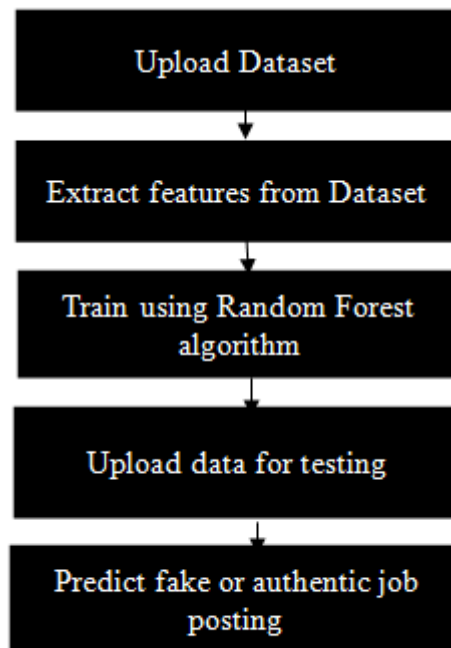 Upload Dataset
Extract features from Dataset
Train using Random Forest
algorithm
Upload data for testing
Predict fake or authentic job
posting